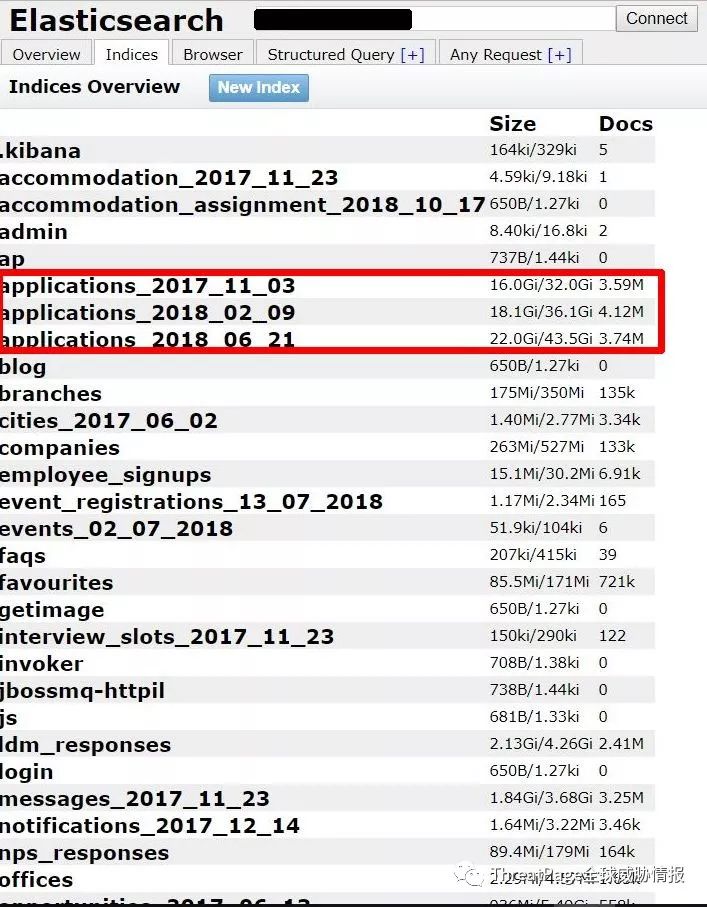 Elasticsearch Connect
Overview Indices Browser Structured Query [+] Any Request [+]
Indices Overview New Index
Size Docs
.kibana 164ki/329ki 5
accommodation_2017_11_23 4.59ki/9.18ki 1
accommodation_assignment_2018_10_17 650B/1.27ki 0
admin 8.40ki/16.8ki 2
ap 737B/1.44ki 0
applications_2017_11_03 16.0Gi/32.0Gi 3.59M
applications_2018_02_09 18.1Gi/36.1Gi 4.12M
applications_2018_06_21 22.0Gi/43.5Gi 3.74M
blog 650B/1.27ki 0
branches 175Mi/350Mi 135k
cities_2017_06_02 1.40Mi/2.77Mi 3.34k
companies 263Mi/527Mi 133k
employee_signups 15.1Mi/30.2Mi 6.91k
event_registrations_13_07_2018 1.17Mi/2.34Mi 165
events_02_07_2018 51.9ki/104ki 6
faqs 207ki/415ki 39
favourites 85.5Mi/171Mi 721k
getimage 650B/1.27ki 0
interview_slots_2017_11_23 150ki/290ki 122
invoker 708B/1.38ki 0
jbossmq-httpil 738B/1.44ki 0
js 681B/1.33ki 0
ldm_responses 2.13Gi/4.26Gi 2.41M
login 650B/1.27ki 0
messages_2017_11_23 1.84Gi/3.68Gi 3.25M
notifications_2017_12_14 1.64Mi/3.22Mi 3.46k
nps_responses 89.4Mi/179Mi 164k
offices
ThreatPage全球威胁情报
opportunities_2017_06_12